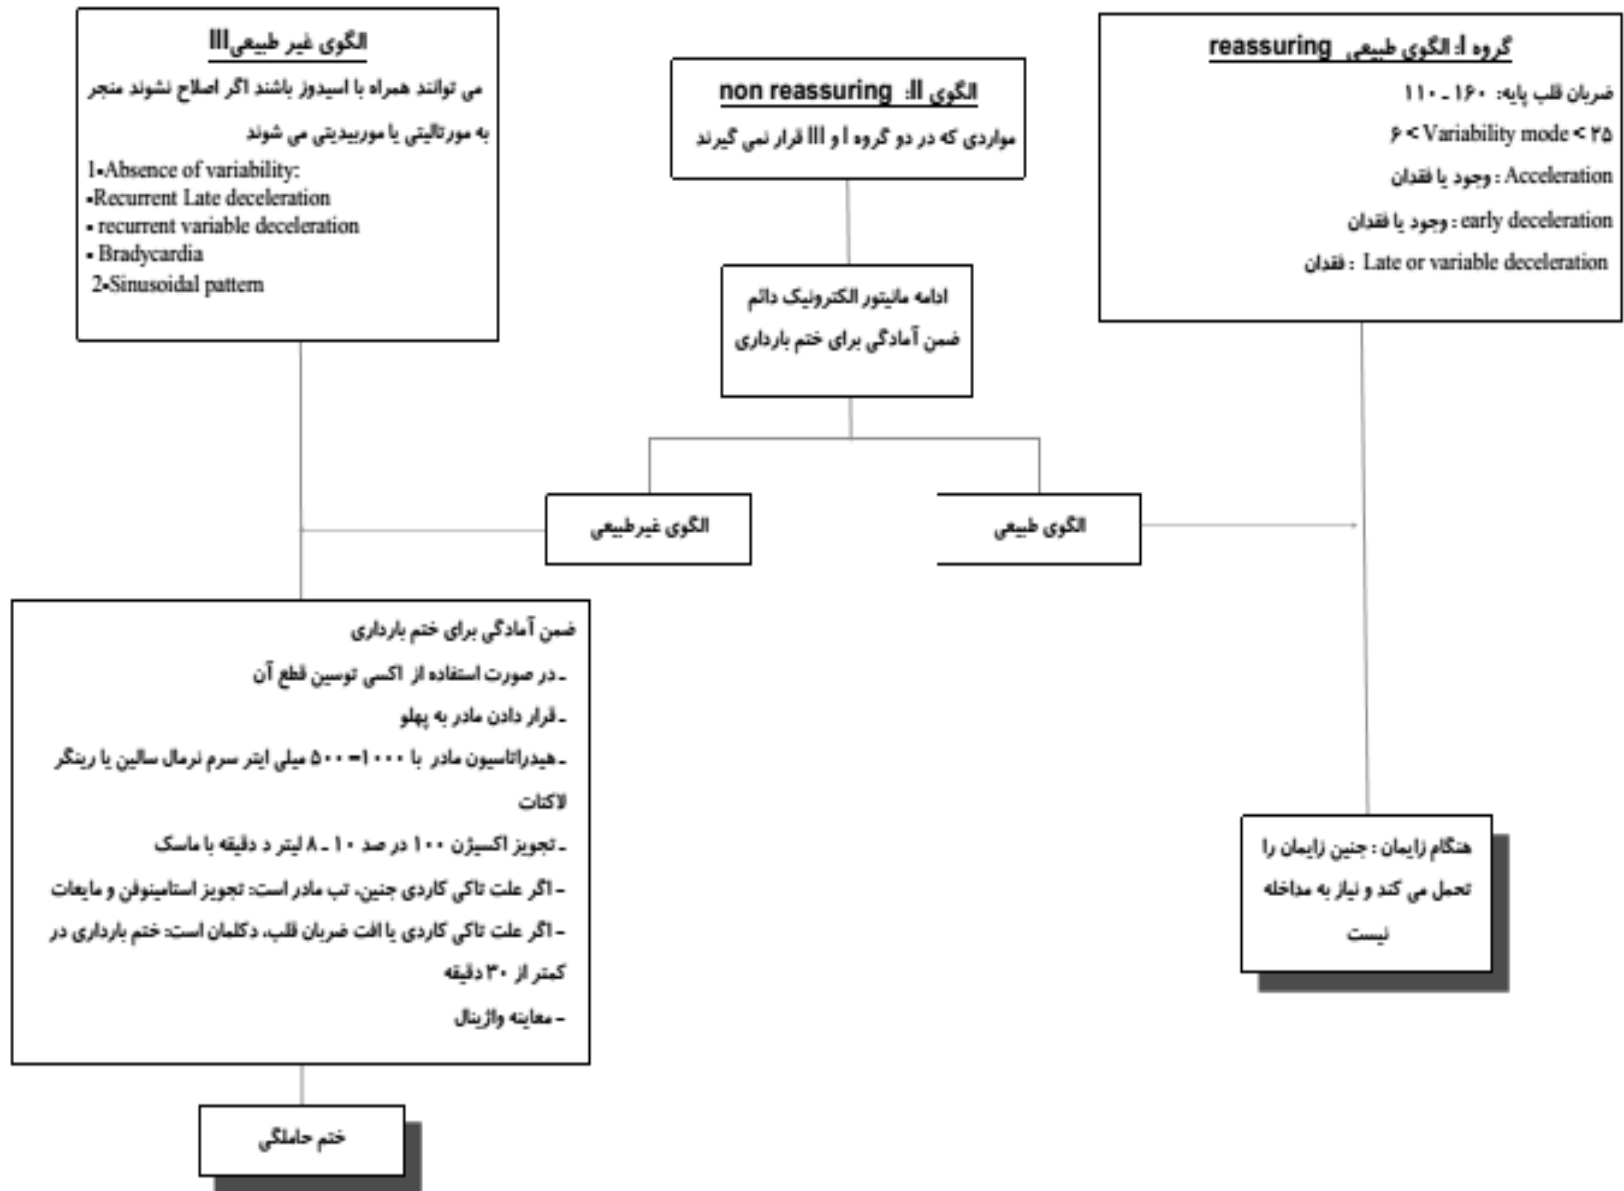 گروه I: الگوی طبیعی reassuring
ضربان قلب پایه: ۱۶۰ ـ ۱۱۰
۶ < Variability mode < ۲۵
Acceleration : وجود یا فقدان
early deceleration : وجود یا فقدان
Late or variable deceleration : فقدان
الگوی II: non reassuring
مواردی که در دو گروه I و III قرار نمی گیرند
الگوی غیر طبیعیIII
می توانند همراه با اسیدوز باشند اگر اصلاح نشوند منجر
به مورتالیتی یا موربیدیتی می شوند
1-Absence of variability:
-Recurrent Late deceleration
- recurrent variable deceleration
- Bradycardia
2-Sinusoidal pattern
ادامه مانیتور الکترونیک دائم
ضمن آمادگی برای ختم بارداری
الگوی طبیعی
الگوی غیرطبیعی
ضمن آمادگی برای ختم بارداری
ـ در صورت استفاده از اکسی توسین قطع آن
ـ قرار دادن مادر به پهلو
ـ هیدراتاسیون مادر با ۱۰۰۰=۵۰۰ میلی ایتر سرم نرمال سالین یا رینگر
لاکتات
ـ تجویز اکسیژن ۱۰۰ در صد ۱۰ ـ ۸ لیتر د دقیقه با ماسک
- اگر علت تاکی کاردی جنین، تب مادر است: تجویز استامینوفن و مایعات
- اگر علت تاکی کاردی یا افت ضربان قلب، دکلمان است: ختم بارداری در
کمتر از ۳۰ دقیقه
- معاینه واژینال
هنگام زایمان : جنین زایمان را
تحمل می کند و نیاز به مداخله
نیست
ختم حاملگی